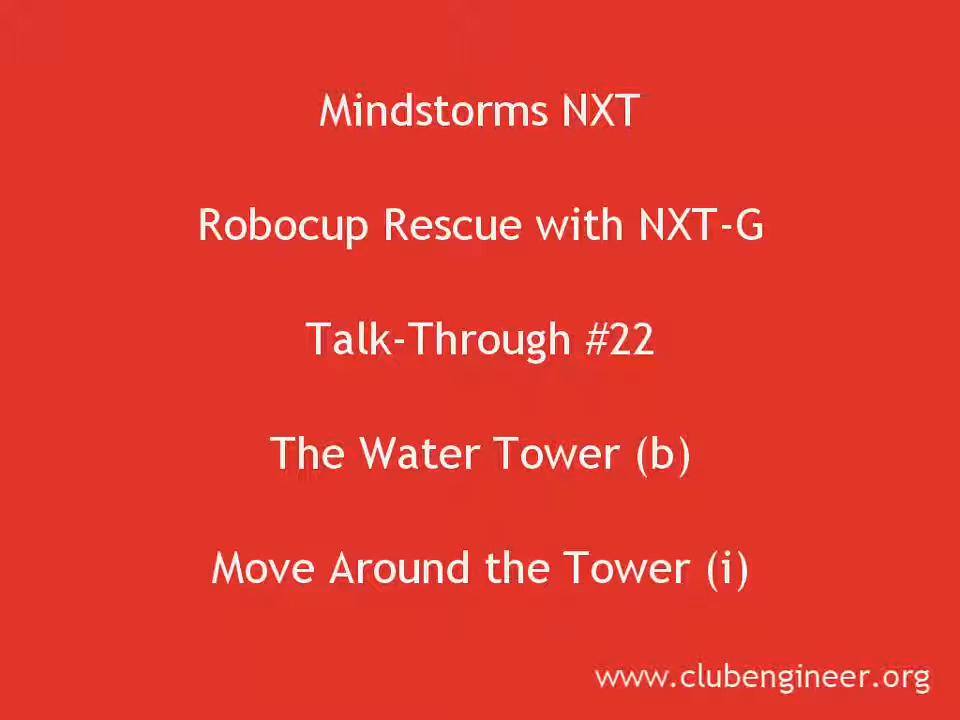 Mindstorms NXT
Robocup Rescue with NXT-G
Talk-Through #22
The Water Tower (b)
Move Around the Tower (i)
www.clubengineer.org